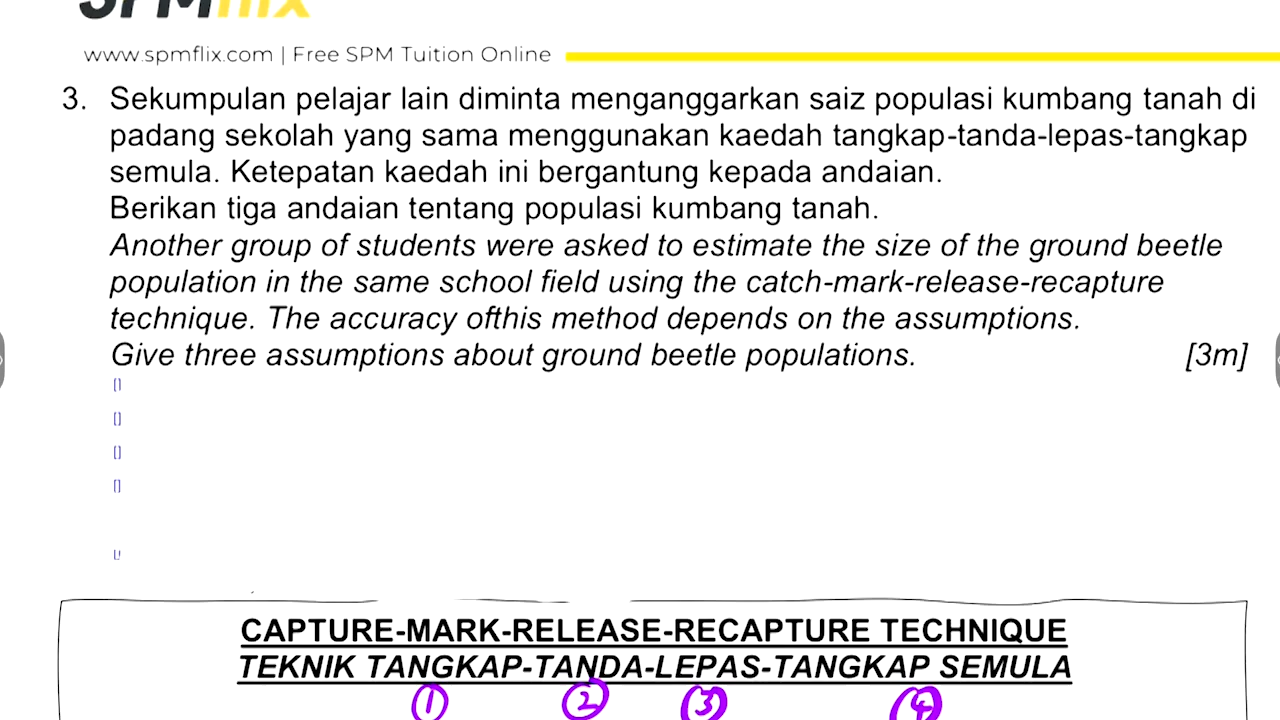 SPMflix
www.spmflix.com | Free SPM Tuition Online
3. Sekumpulan pelajar lain diminta menganggarkan saiz populasi kumbang tanah di
padang sekolah yang sama menggunakan kaedah tangkap-tanda-lepas-tangkap
semula. Ketepatan kaedah ini bergantung kepada andaian.
Berikan tiga andaian tentang populasi kumbang tanah.
Another group of students were asked to estimate the size of the ground beetle
population in the same school field using the catch-mark-release-recapture
technique. The accuracy ofthis method depends on the assumptions.
Give three assumptions about ground beetle populations. [3m]
CAPTURE-MARK-RELEASE-RECAPTURE TECHNIQUE
TEKNIK TANGKAP-TANDA-LEPAS-TANGKAP SEMULA
1 2 3 4